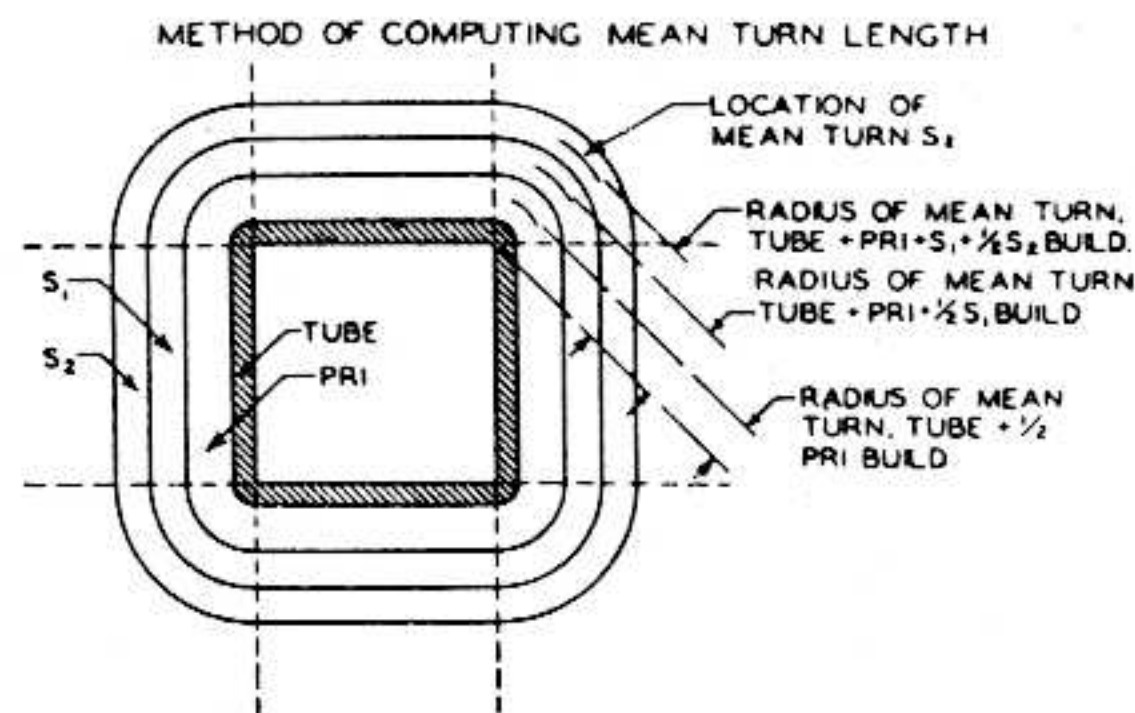 METHOD OF COMPUTING MEAN TURN LENGTH
LOCATION OF
MEAN TURN S₂
RADIUS OF MEAN TURN,
TUBE + PRI + S₁ + ½ S₂ BUILD.
RADIUS OF MEAN TURN
TUBE + PRI + ½ S₁ BUILD
RADIUS OF MEAN
TURN, TUBE + ½
PRI BUILD
S₁
S₂
TUBE
PRI